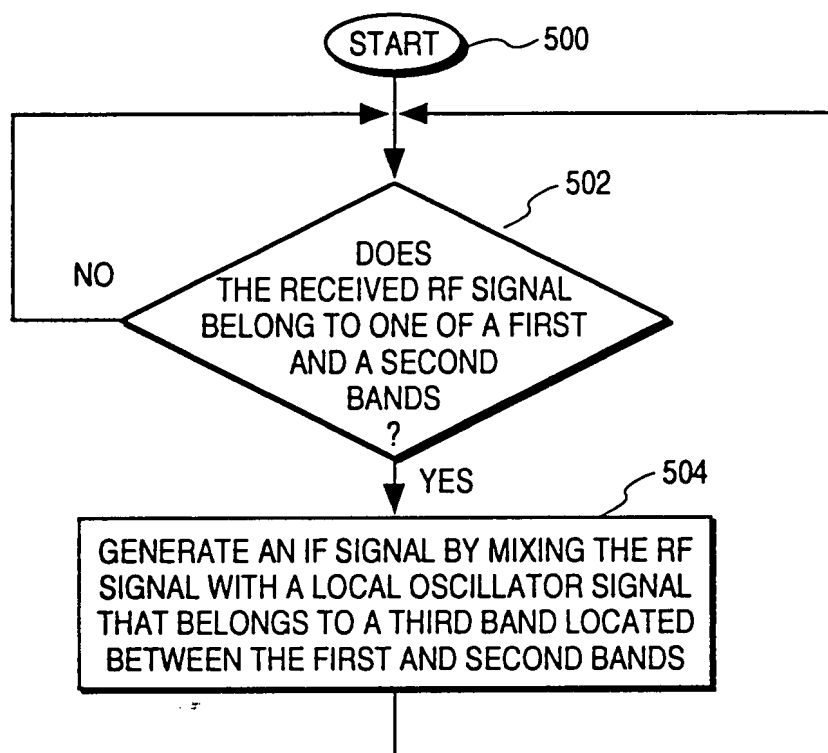 START
500
502
DOES
THE RECEIVED RF SIGNAL
BELONG TO ONE OF A FIRST
AND A SECOND
BANDS
?
NO
YES
504
GENERATE AN IF SIGNAL BY MIXING THE RF
SIGNAL WITH A LOCAL OSCILLATOR SIGNAL
THAT BELONGS TO A THIRD BAND LOCATED
BETWEEN THE FIRST AND SECOND BANDS